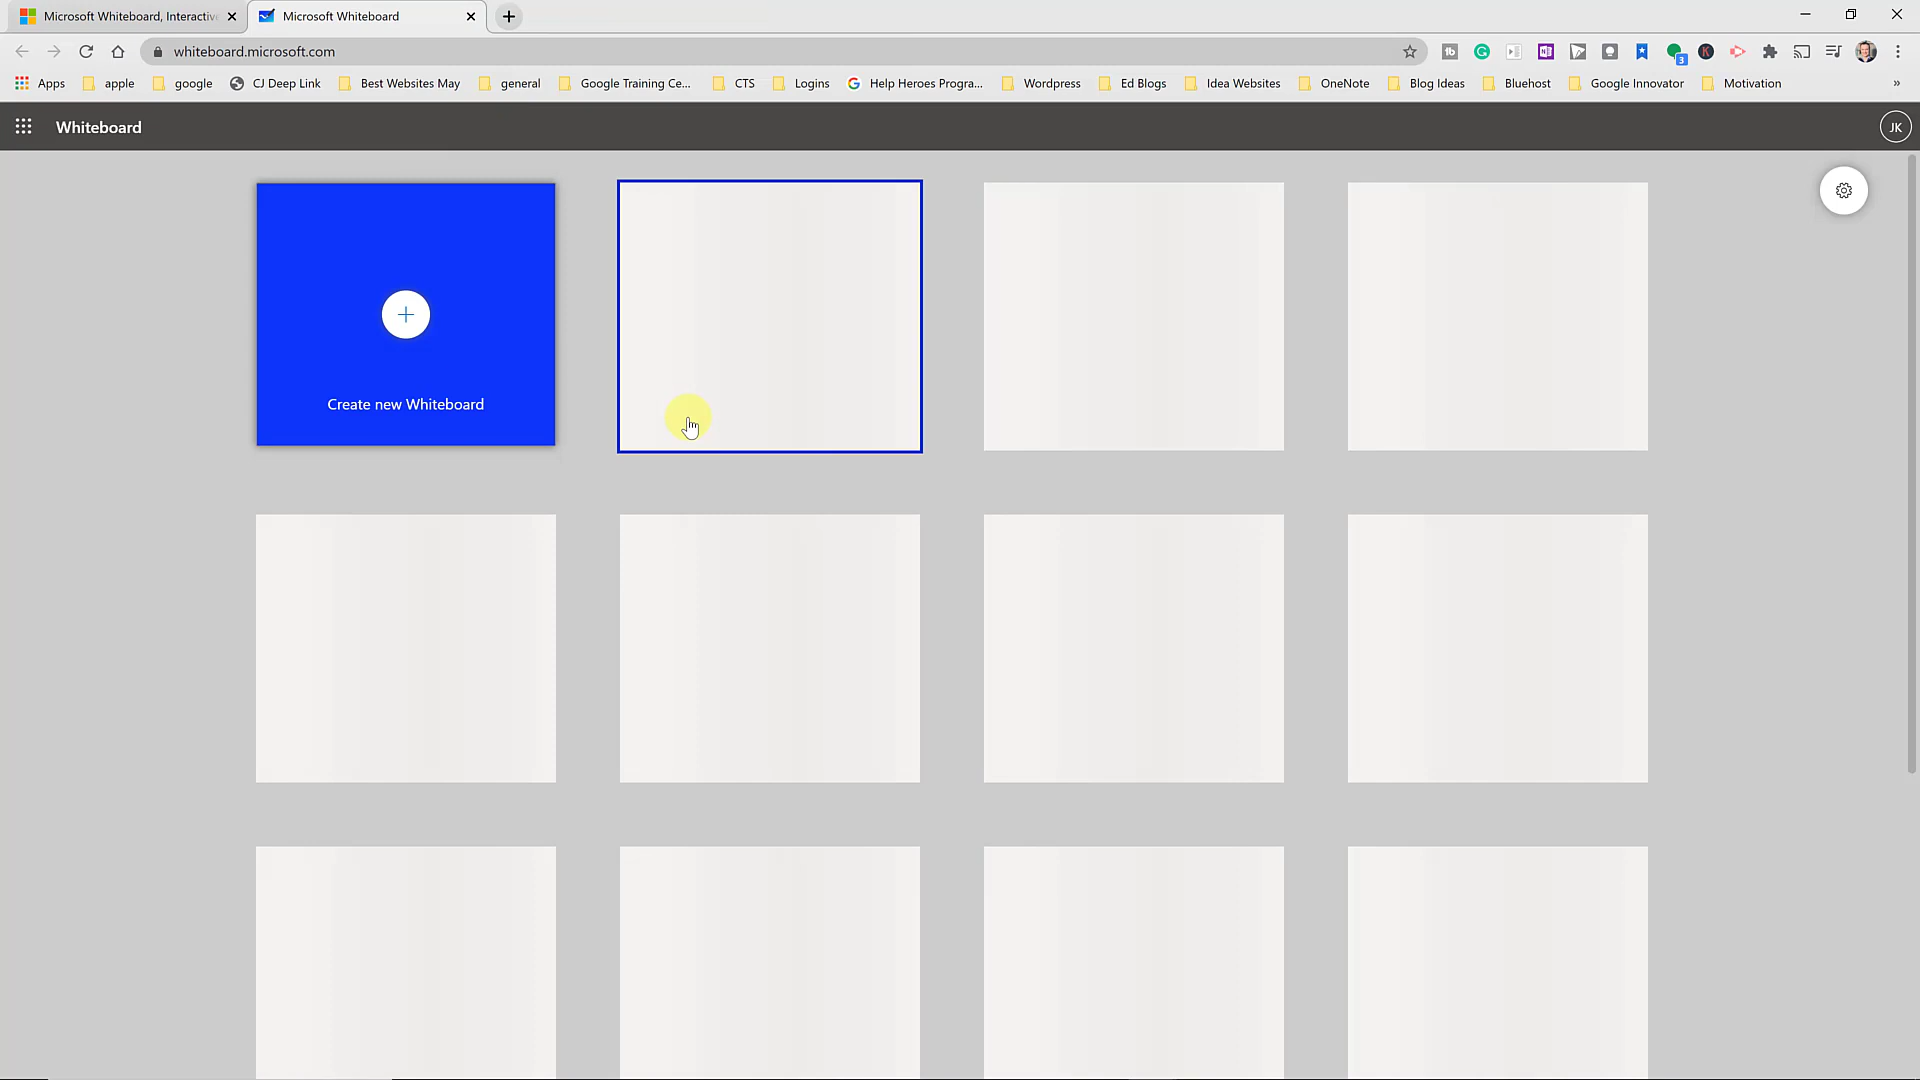 Microsoft Whiteboard, Interactiv
Microsoft Whiteboard
whiteboard.microsoft.com
3
Apps
apple
google
CJ Deep Link
Best Websites May
general
Google Training Ce...
CTS
Logins
Help Heroes Progra...
Wordpress
Ed Blogs
Idea Websites
OneNote
Blog Ideas
Bluehost
Google Innovator
Motivation
Whiteboard
JK
Create new Whiteboard